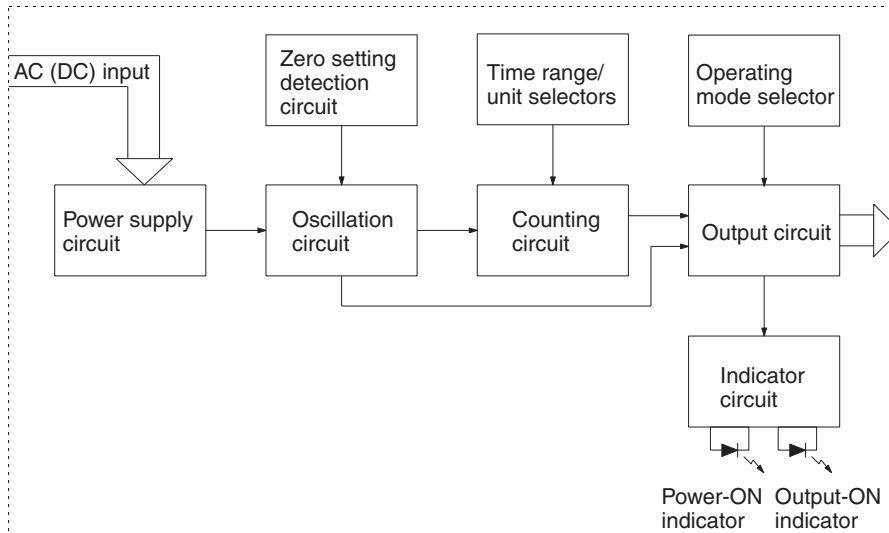 AC (DC) input
Zero setting
detection
circuit
Time range/
unit selectors
Operating
mode selector
Power supply
circuit
Oscillation
circuit
Counting
circuit
Output circuit
Indicator
circuit
Power-ON
indicator
Output-ON
indicator